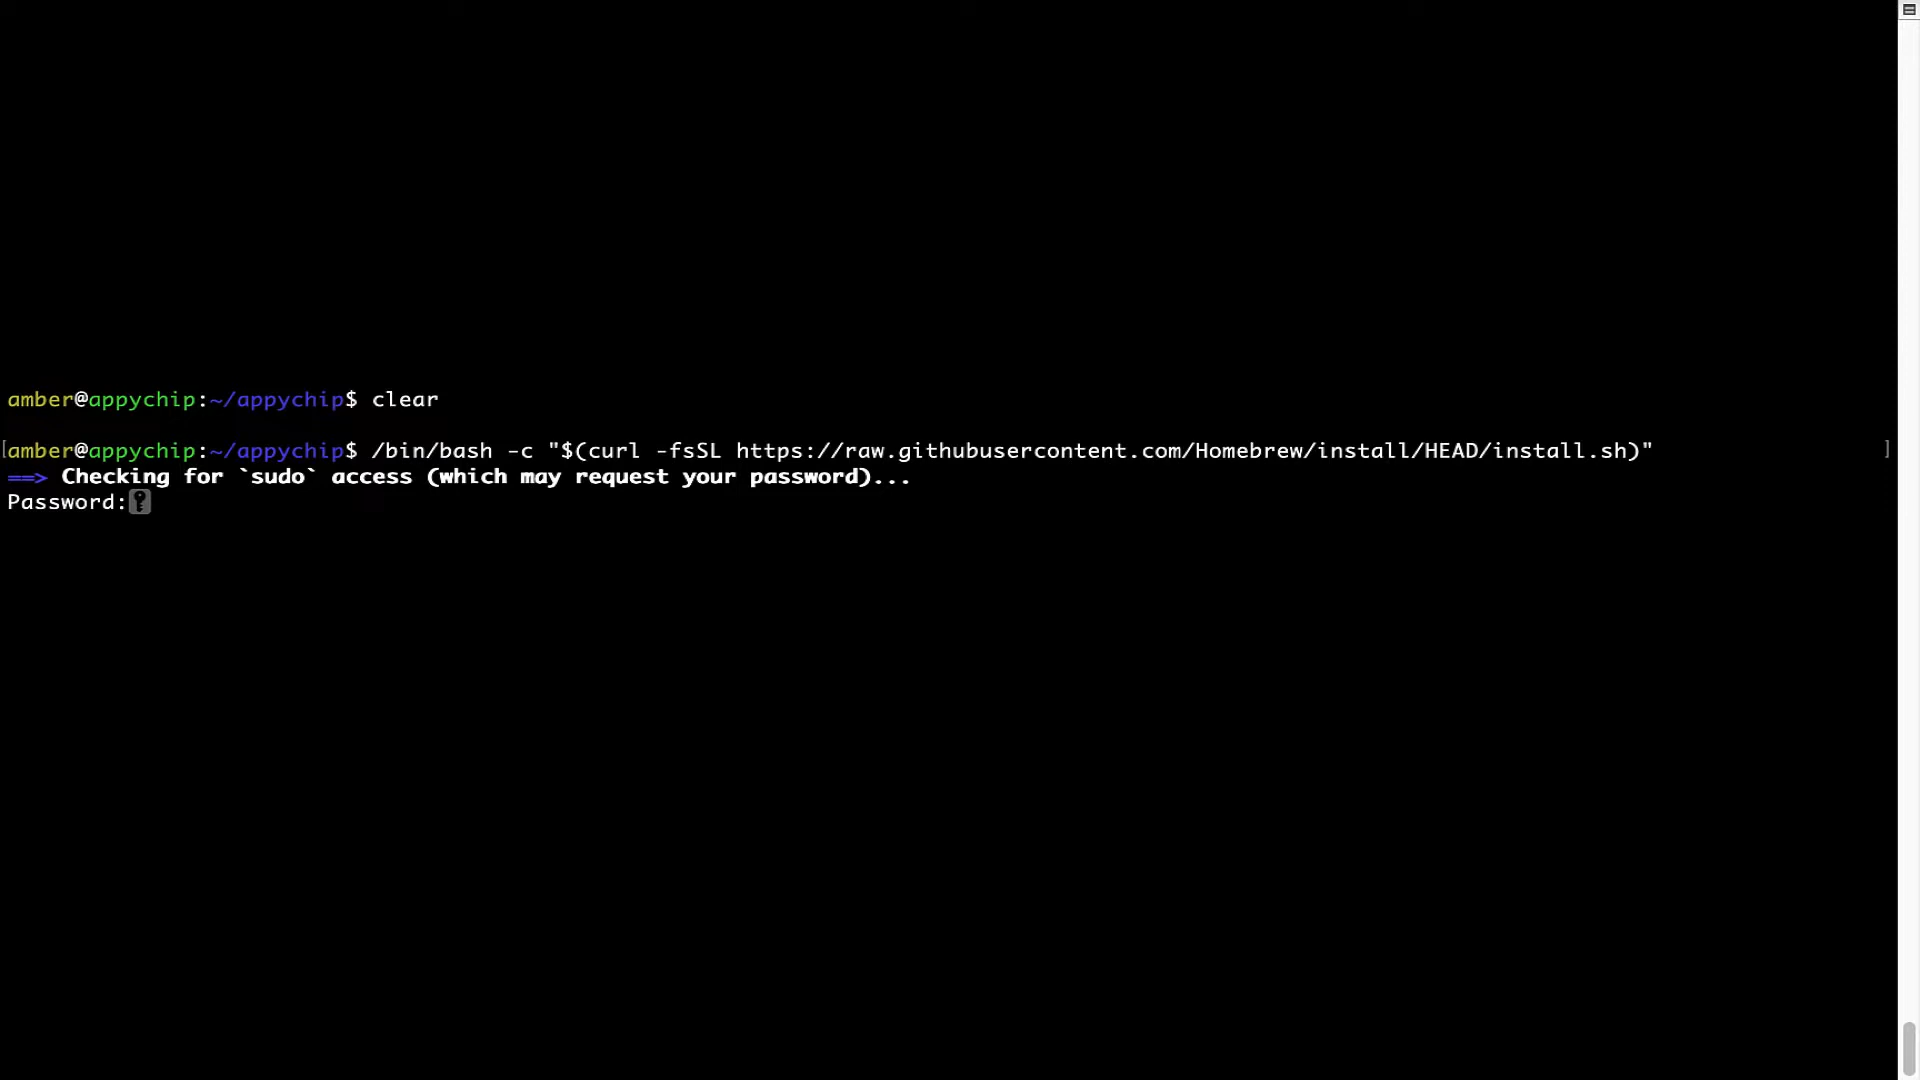 amber@appychip:~/appychip$ clear
[amber@appychip:~/appychip$ /bin/bash -c "$(curl -fsSL https://raw.githubusercontent.com/Homebrew/install/HEAD/install.sh)" ]
==> Checking for `sudo` access (which may request your password)...
Password: